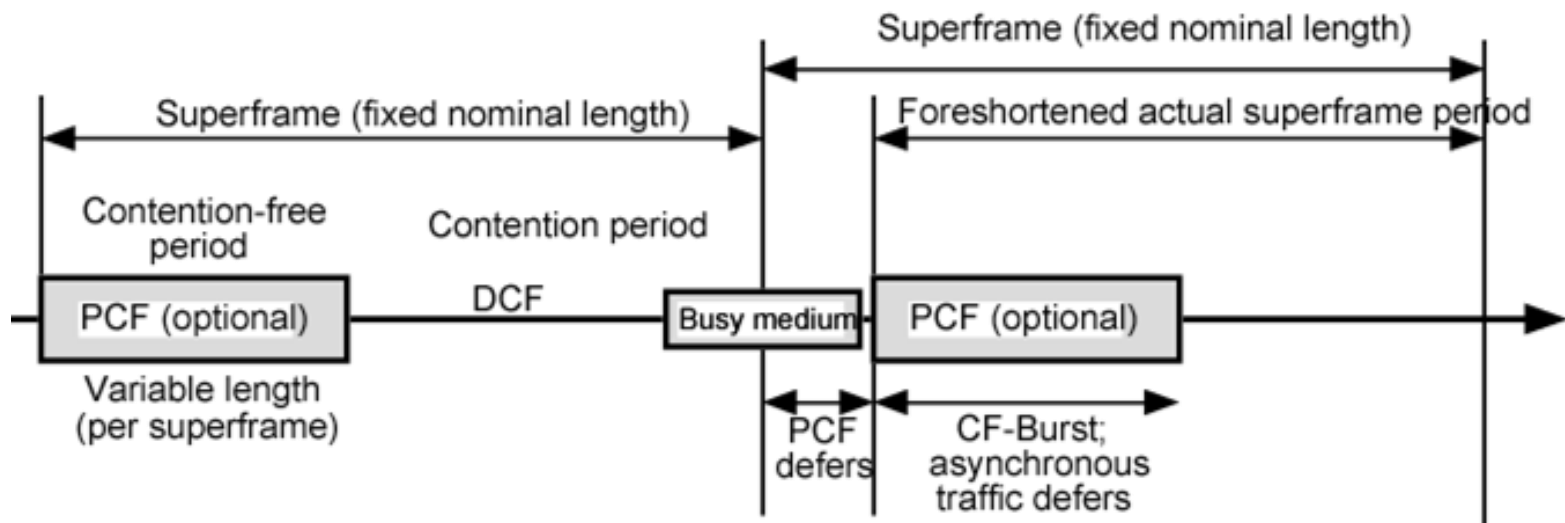 Superframe (fixed nominal length)
Superframe (fixed nominal length)
Foreshortened actual superframe period
Contention-free
period
Contention period
PCF (optional)
DCF
Busy medium
PCF (optional)
Variable length
(per superframe)
PCF
defers
CF-Burst;
asynchronous
traffic defers